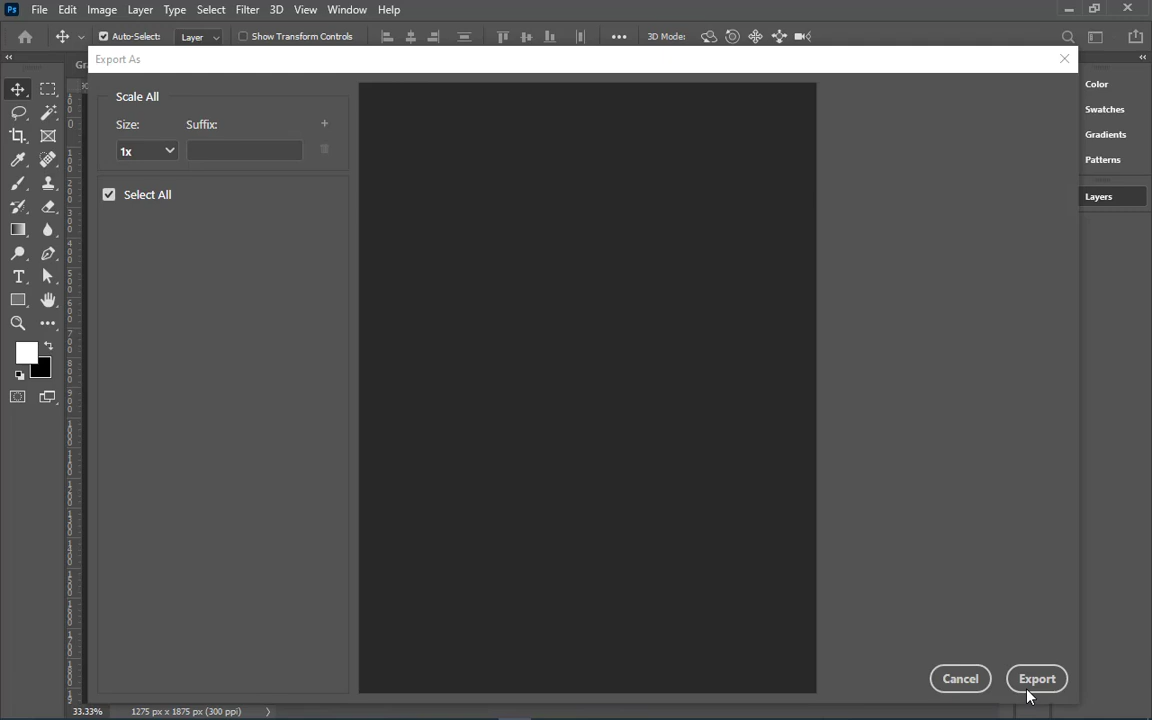 Ps File Edit Image Layer Type Select Filter 3D View Window Help
Auto-Select: Layer Show Transform Controls 3D Mode:
Export As
Scale All
Size: Suffix:
1x
Select All
Color
Swatches
Gradients
Patterns
Layers
Cancel Export
33.33% 1275 px x 1875 px (300 ppi)